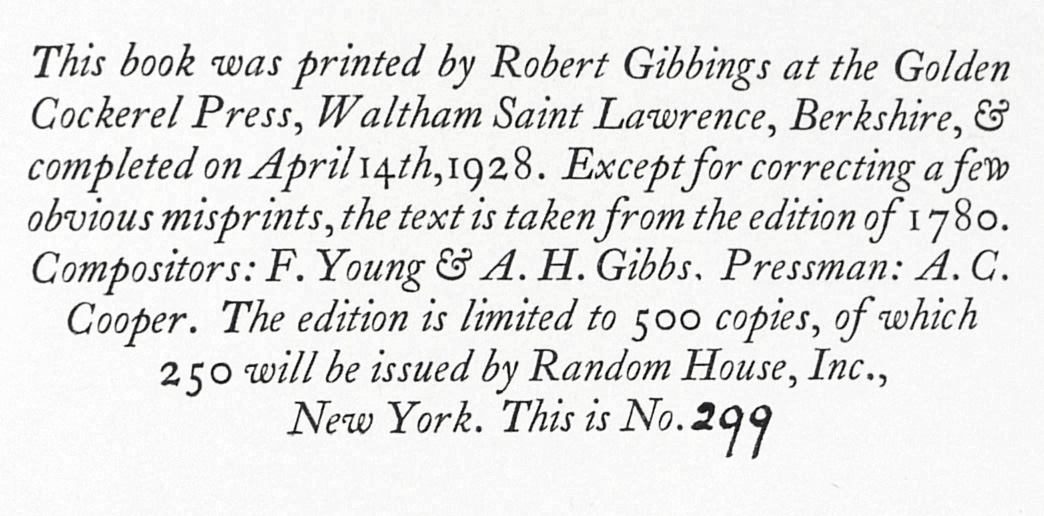 This book was printed by Robert Gibbings at the Golden
Cockerel Press, Waltham Saint Lawrence, Berkshire, &
completed on April 14th, 1928. Except for correcting a few
obvious misprints, the text is taken from the edition of 1780.
Compositors: F. Young & A. H. Gibbs. Pressman: A. C.
Cooper. The edition is limited to 500 copies, of which
250 will be issued by Random House, Inc.,
New York. This is No. 299